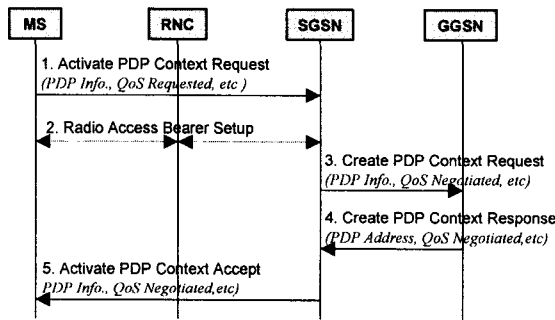 MS RNC SGSN GGSN
1. Activate PDP Context Request
(PDP Info., QoS Requested, etc )
2. Radio Access Bearer Setup
3. Create PDP Context Request
(PDP Info., QoS Negotiated, etc)
4. Create PDP Context Response
(PDP Address, QoS Negotiated,etc)
5. Activate PDP Context Accept
PDP Info., QoS Negotiated,etc)